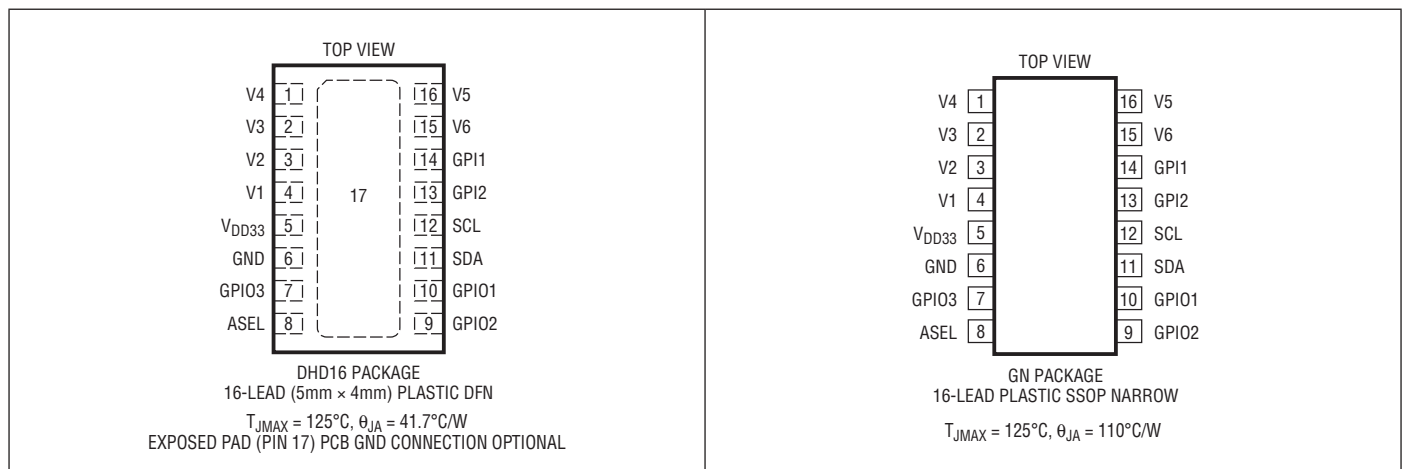 TOP VIEW
V4 1 16 V5
V3 2 15 V6
V2 3 14 GPI1
V1 4 17 13 GPI2
VDD33 5 12 SCL
GND 6 11 SDA
GPIO3 7 10 GPIO1
ASEL 8 9 GPIO2
DHD16 PACKAGE
16-LEAD (5mm × 4mm) PLASTIC DFN
TJMAX = 125°C, θJA = 41.7°C/W
EXPOSED PAD (PIN 17) PCB GND CONNECTION OPTIONAL
TOP VIEW
V4 1 16 V5
V3 2 15 V6
V2 3 14 GPI1
V1 4 13 GPI2
VDD33 5 12 SCL
GND 6 11 SDA
GPIO3 7 10 GPIO1
ASEL 8 9 GPIO2
GN PACKAGE
16-LEAD PLASTIC SSOP NARROW
TJMAX = 125°C, θJA = 110°C/W